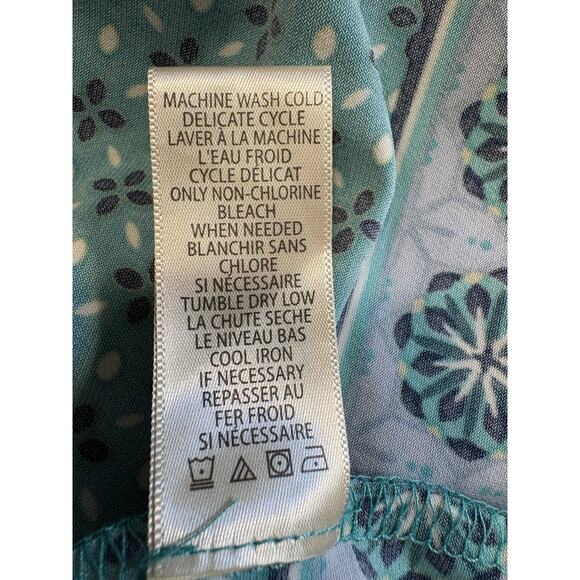 MACHINE WASH COLD
DELICATE CYCLE
LAVER À LA MACHINE
L'EAU FROID
CYCLE DÉLICAT
ONLY NON-CHLORINE
BLEACH
WHEN NEEDED
BLANCHIR SANS
CHLORE
SI NÉCESSAIRE
TUMBLE DRY LOW
LA CHUTE SECHE
LE NIVEAU BAS
COOL IRON
IF NECESSARY
REPASSER AU
FER FROID
SI NÉCESSAIRE